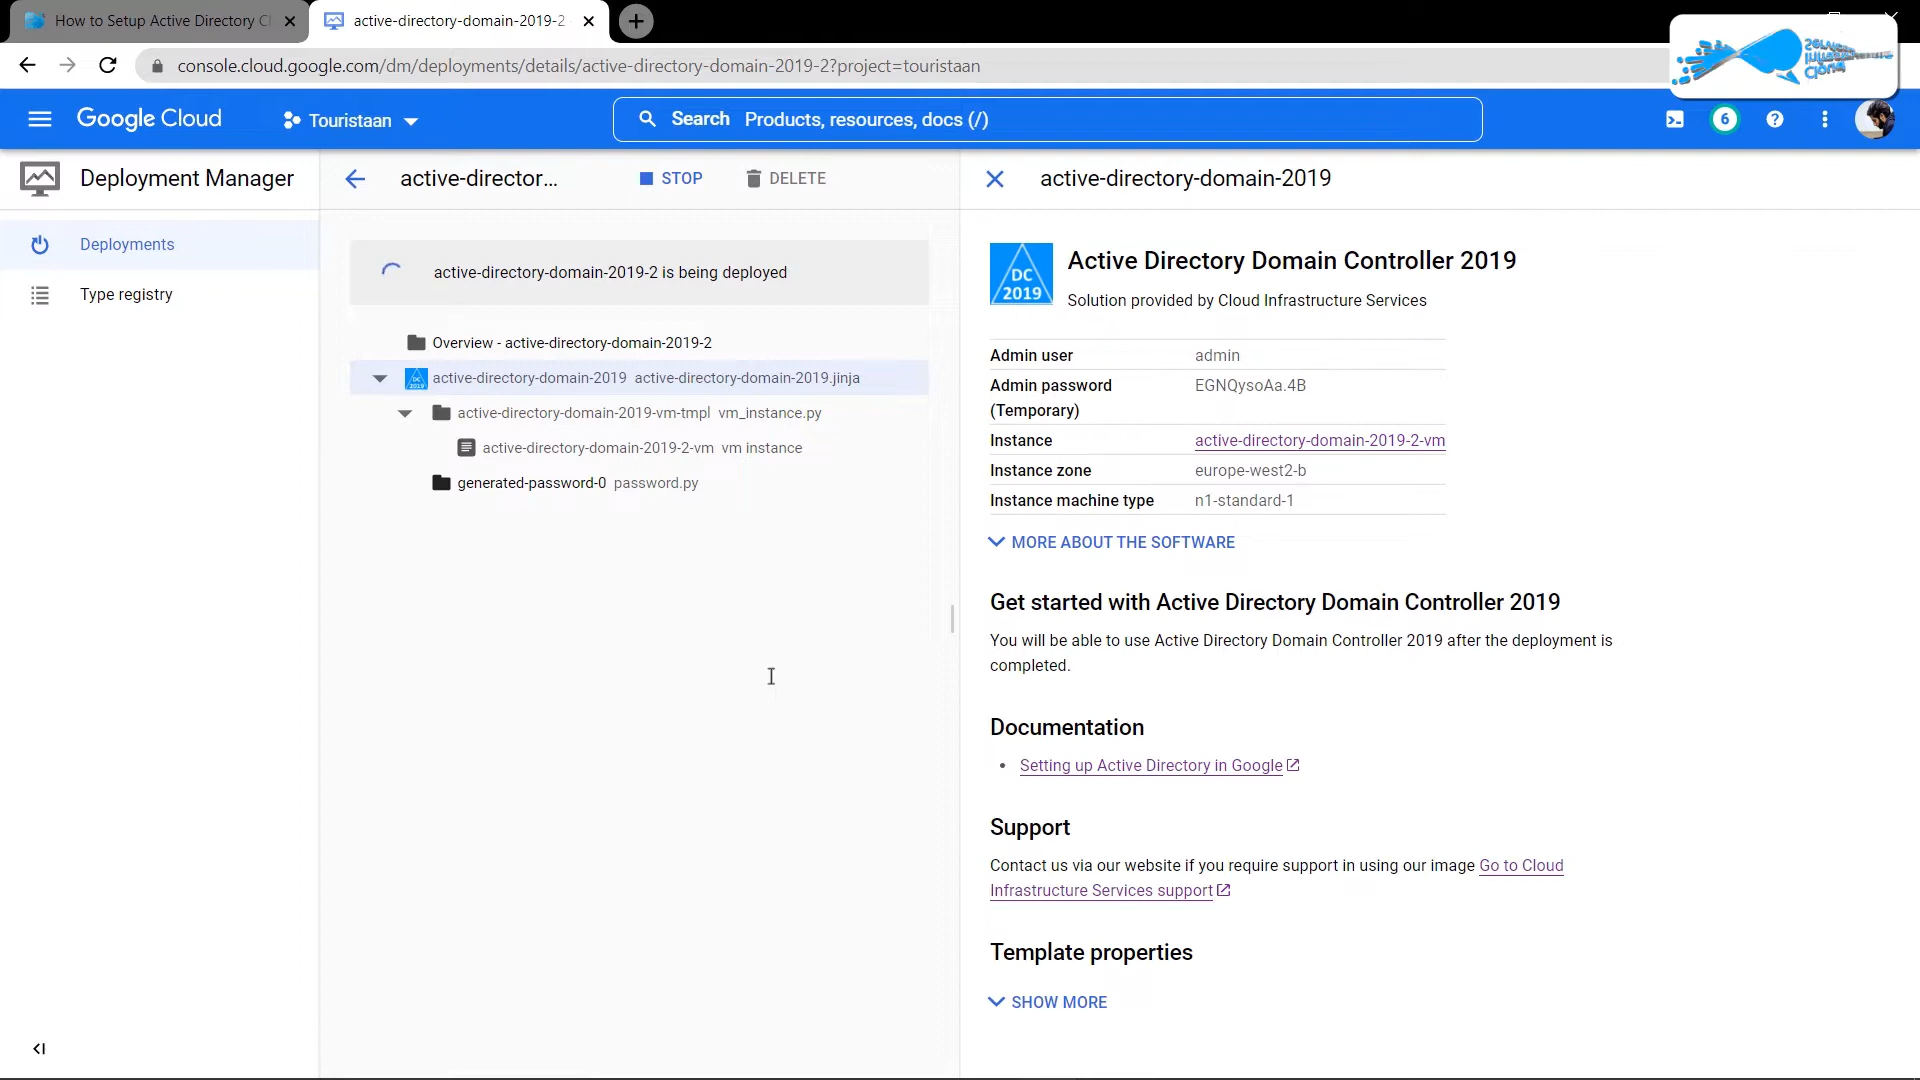 How to Setup Active Directory Cl
active-directory-domain-2019-2
console.cloud.google.com/dm/deployments/details/active-directory-domain-2019-2?project=touristaan
Google Cloud
Touristaan
Search Products, resources, docs (/)
6
Deployment Manager
active-director...
STOP
DELETE
active-directory-domain-2019
Deployments
Type registry
active-directory-domain-2019-2 is being deployed
Overview - active-directory-domain-2019-2
DC 2019
active-directory-domain-2019 active-directory-domain-2019.jinja
active-directory-domain-2019-vm-tmpl vm_instance.py
active-directory-domain-2019-2-vm vm instance
generated-password-0 password.py
DC
2019
Active Directory Domain Controller 2019
Solution provided by Cloud Infrastructure Services
Admin user admin
Admin password EGNQysoAa.4B
(Temporary)
Instance active-directory-domain-2019-2-vm
Instance zone europe-west2-b
Instance machine type n1-standard-1
MORE ABOUT THE SOFTWARE
Get started with Active Directory Domain Controller 2019
You will be able to use Active Directory Domain Controller 2019 after the deployment is
completed.
Documentation
• Setting up Active Directory in Google
Support
Contact us via our website if you require support in using our image Go to Cloud
Infrastructure Services support
Template properties
SHOW MORE